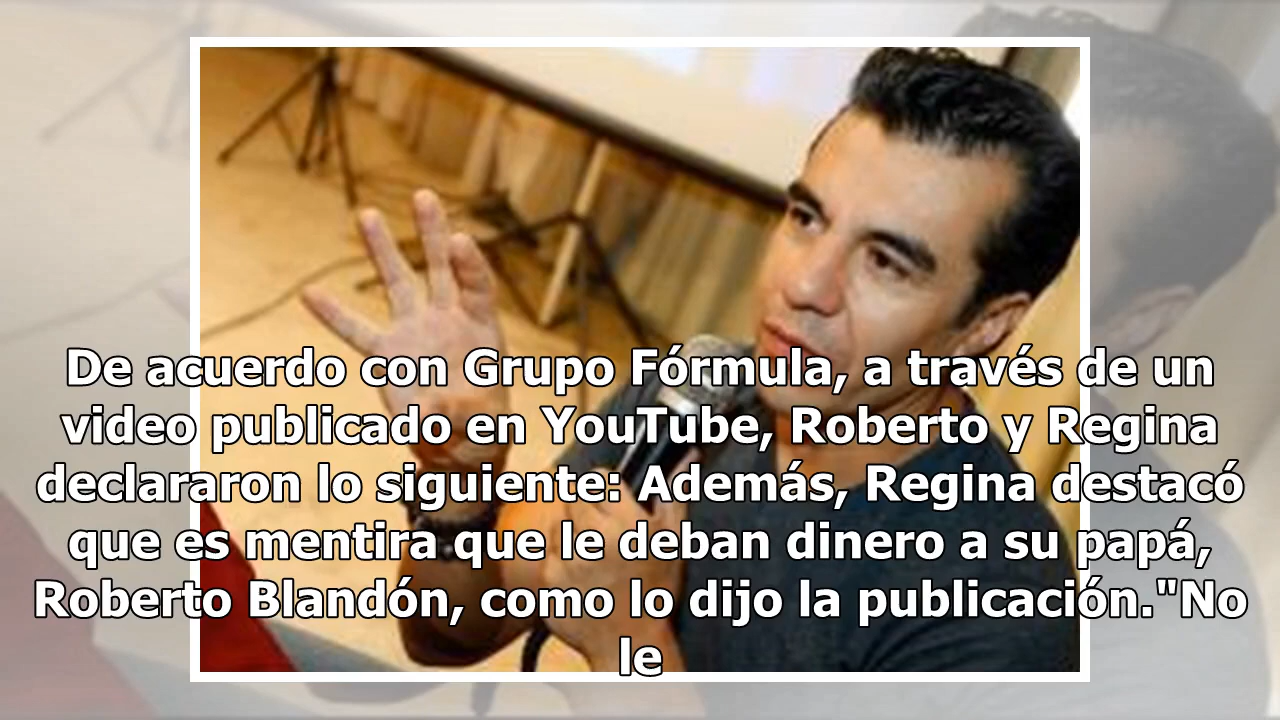 De acuerdo con Grupo Fórmula, a través de un
video publicado en YouTube, Roberto y Regina
declararon lo siguiente: Además, Regina destacó
que es mentira que le deban dinero a su papá,
Roberto Blandón, como lo dijo la publicación."No
le